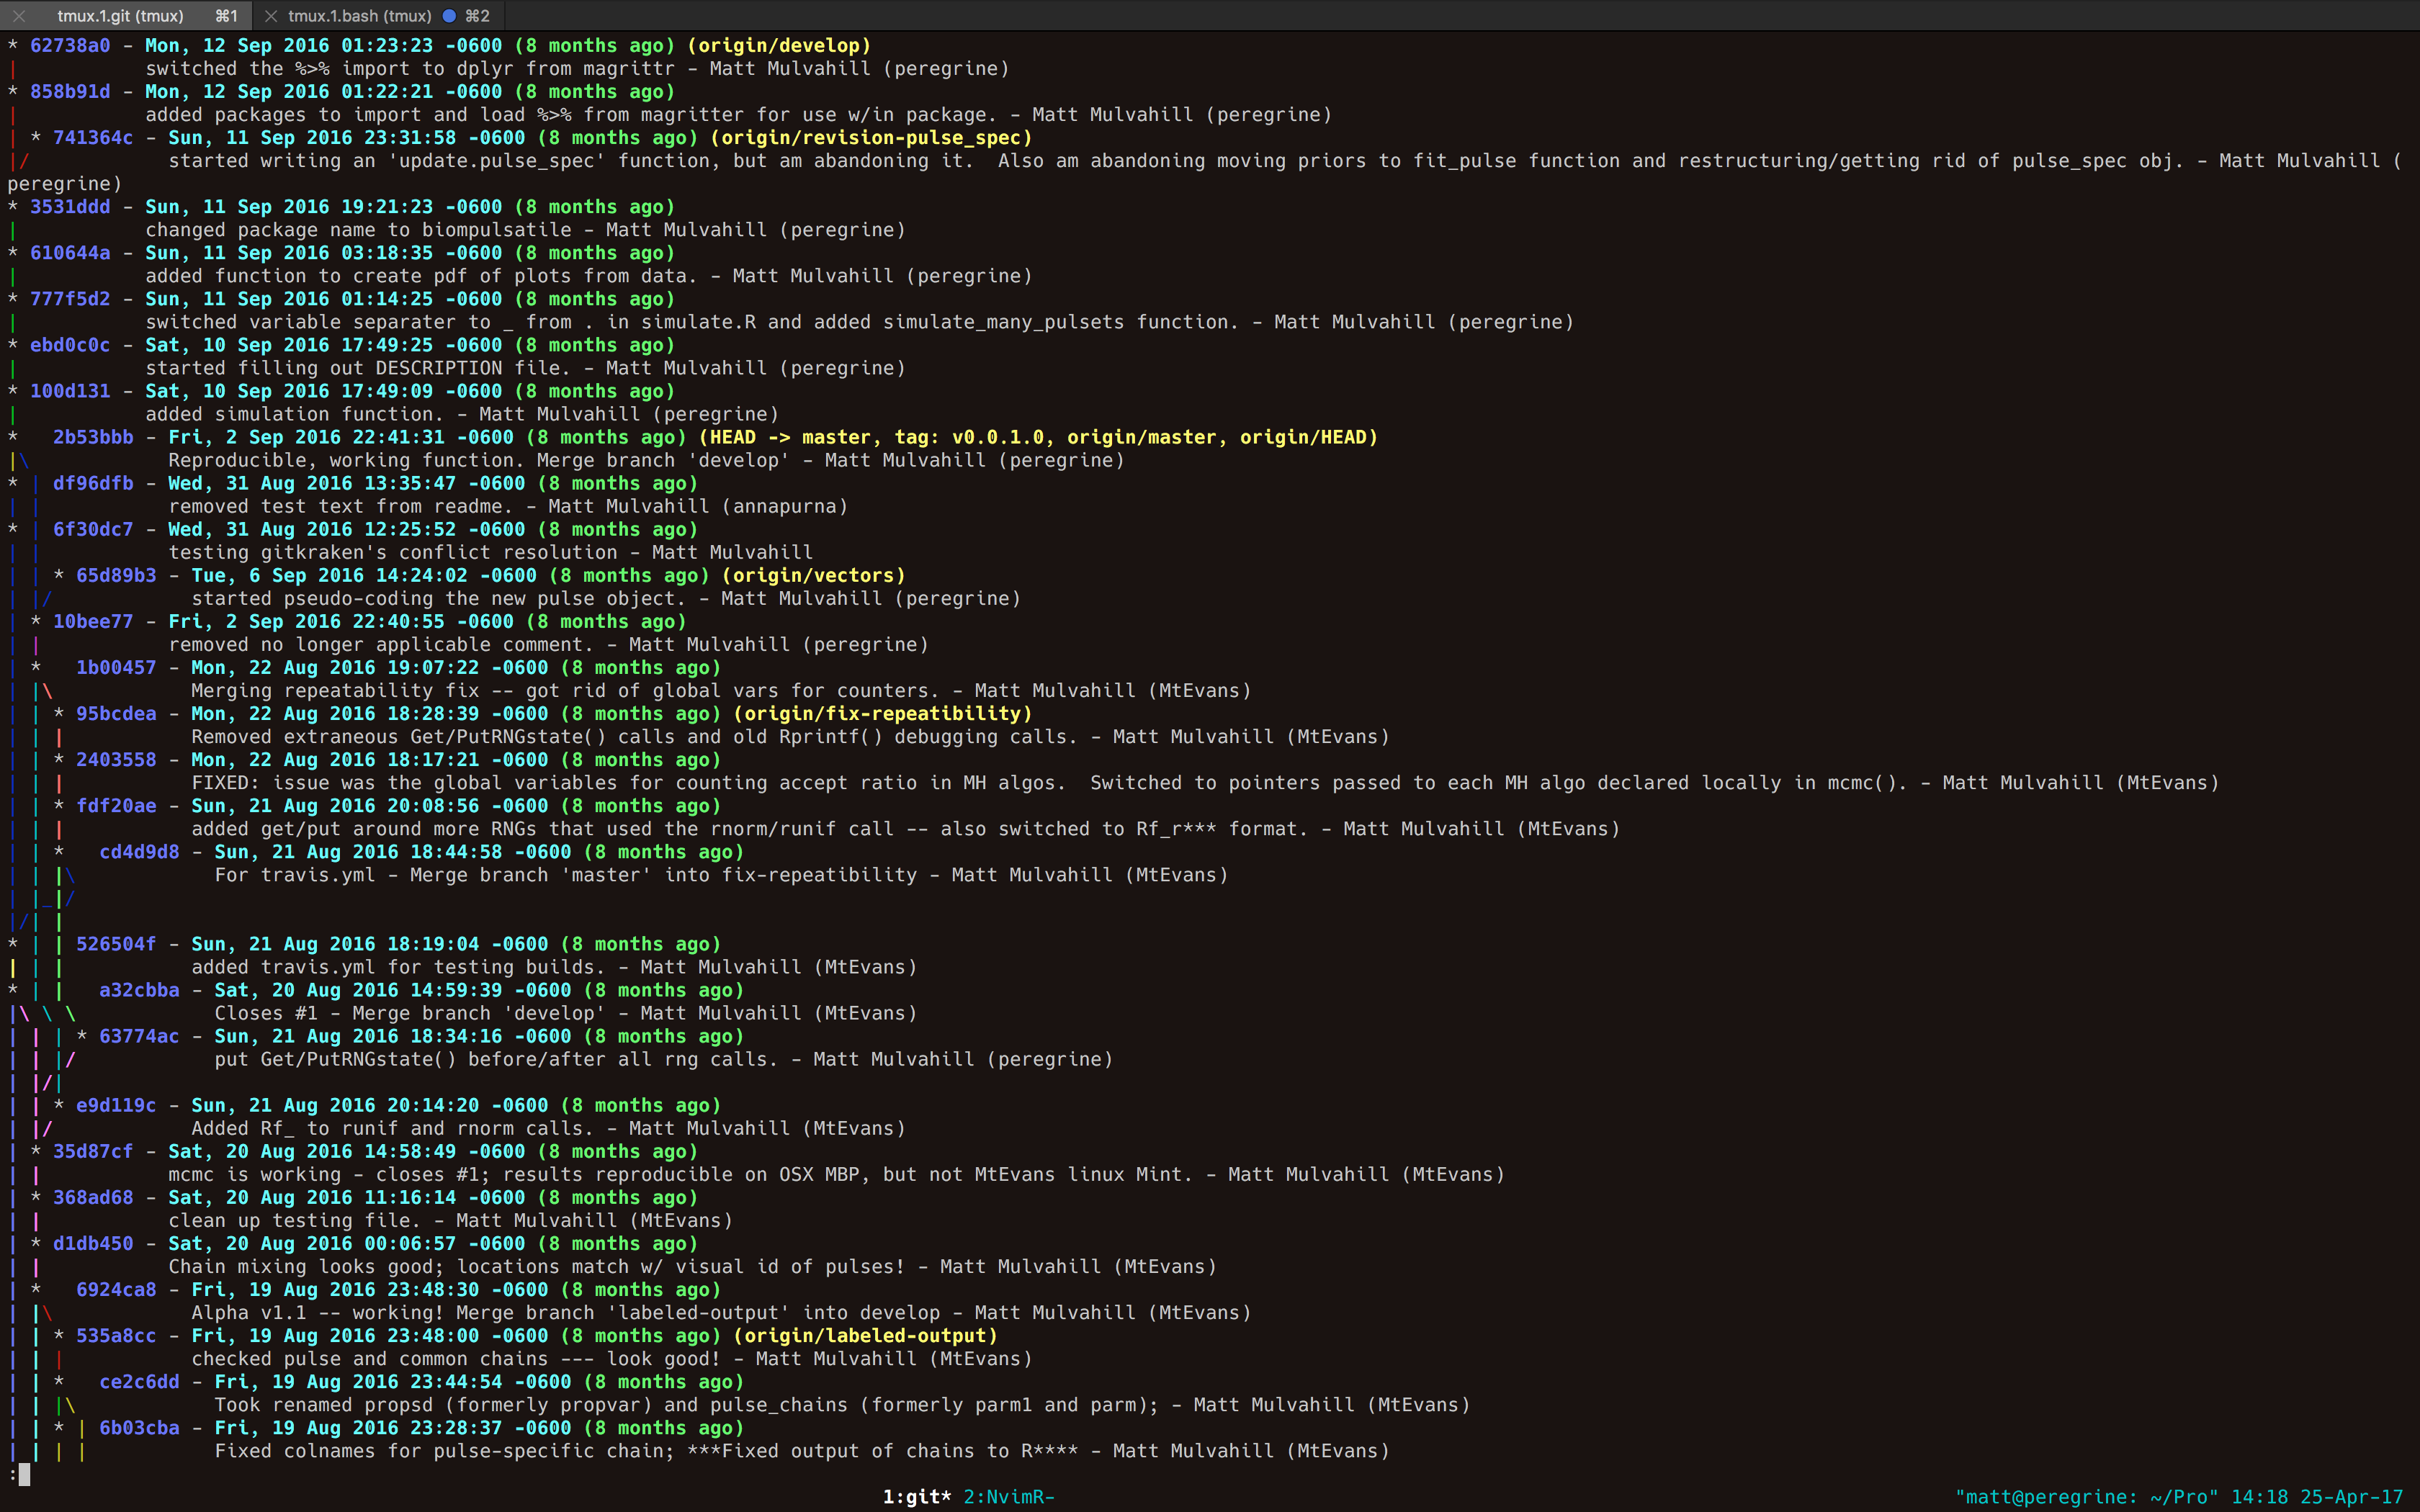 tmux.1.git (tmux) ⌘1 tmux.1.bash (tmux) ⌘2
* 62738a0 - Mon, 12 Sep 2016 01:23:23 -0600 (8 months ago) (origin/develop)
| switched the %>% import to dplyr from magrittr - Matt Mulvahill (peregrine)
* 858b91d - Mon, 12 Sep 2016 01:22:21 -0600 (8 months ago)
| added packages to import and load %>% from magritter for use w/in package. - Matt Mulvahill (peregrine)
| * 741364c - Sun, 11 Sep 2016 23:31:58 -0600 (8 months ago) (origin/revision-pulse_spec)
|/ started writing an 'update.pulse_spec' function, but am abandoning it.  Also am abandoning moving priors to fit_pulse function and restructuring/getting rid of pulse_spec obj. - Matt Mulvahill (
peregrine)
* 3531ddd - Sun, 11 Sep 2016 19:21:23 -0600 (8 months ago)
| changed package name to biompulsatile - Matt Mulvahill (peregrine)
* 610644a - Sun, 11 Sep 2016 03:18:35 -0600 (8 months ago)
| added function to create pdf of plots from data. - Matt Mulvahill (peregrine)
* 777f5d2 - Sun, 11 Sep 2016 01:14:25 -0600 (8 months ago)
| switched variable separater to _ from . in simulate.R and added simulate_many_pulsets function. - Matt Mulvahill (peregrine)
* ebd0c0c - Sat, 10 Sep 2016 17:49:25 -0600 (8 months ago)
| started filling out DESCRIPTION file. - Matt Mulvahill (peregrine)
* 100d131 - Sat, 10 Sep 2016 17:49:09 -0600 (8 months ago)
| added simulation function. - Matt Mulvahill (peregrine)
*   2b53bbb - Fri, 2 Sep 2016 22:41:31 -0600 (8 months ago) (HEAD -> master, tag: v0.0.1.0, origin/master, origin/HEAD)
|\ Reproducible, working function. Merge branch 'develop' - Matt Mulvahill (peregrine)
* | df96dfb - Wed, 31 Aug 2016 13:35:47 -0600 (8 months ago)
| | removed test text from readme. - Matt Mulvahill (annapurna)
* | 6f30dc7 - Wed, 31 Aug 2016 12:25:52 -0600 (8 months ago)
| | testing gitkraken's conflict resolution - Matt Mulvahill
| | * 65d89b3 - Tue, 6 Sep 2016 14:24:02 -0600 (8 months ago) (origin/vectors)
| |/ started pseudo-coding the new pulse object. - Matt Mulvahill (peregrine)
| * 10bee77 - Fri, 2 Sep 2016 22:40:55 -0600 (8 months ago)
| | removed no longer applicable comment. - Matt Mulvahill (peregrine)
| *   1b00457 - Mon, 22 Aug 2016 19:07:22 -0600 (8 months ago)
| |\ Merging repeatability fix -- got rid of global vars for counters. - Matt Mulvahill (MtEvans)
| | * 95bcdea - Mon, 22 Aug 2016 18:28:39 -0600 (8 months ago) (origin/fix-repeatibility)
| | | Removed extraneous Get/PutRNGstate() calls and old Rprintf() debugging calls. - Matt Mulvahill (MtEvans)
| | * 2403558 - Mon, 22 Aug 2016 18:17:21 -0600 (8 months ago)
| | | FIXED: issue was the global variables for counting accept ratio in MH algos.  Switched to pointers passed to each MH algo declared locally in mcmc(). - Matt Mulvahill (MtEvans)
| | * fdf20ae - Sun, 21 Aug 2016 20:08:56 -0600 (8 months ago)
| | | added get/put around more RNGs that used the rnorm/runif call -- also switched to Rf_r*** format. - Matt Mulvahill (MtEvans)
| | *   cd4d9d8 - Sun, 21 Aug 2016 18:44:58 -0600 (8 months ago)
| | |\ For travis.yml - Merge branch 'master' into fix-repeatibility - Matt Mulvahill (MtEvans)
| |_|/
|/| |
* | | 526504f - Sun, 21 Aug 2016 18:19:04 -0600 (8 months ago)
| | | added travis.yml for testing builds. - Matt Mulvahill (MtEvans)
* | |   a32cbba - Sat, 20 Aug 2016 14:59:39 -0600 (8 months ago)
|\ \ \ Closes #1 - Merge branch 'develop' - Matt Mulvahill (MtEvans)
| | | * 63774ac - Sun, 21 Aug 2016 18:34:16 -0600 (8 months ago)
| | |/ put Get/PutRNGstate() before/after all rng calls. - Matt Mulvahill (peregrine)
| |/|
| | * e9d119c - Sun, 21 Aug 2016 20:14:20 -0600 (8 months ago)
| |/ Added Rf_ to runif and rnorm calls. - Matt Mulvahill (MtEvans)
| * 35d87cf - Sat, 20 Aug 2016 14:58:49 -0600 (8 months ago)
| | mcmc is working - closes #1; results reproducible on OSX MBP, but not MtEvans linux Mint. - Matt Mulvahill (MtEvans)
| * 368ad68 - Sat, 20 Aug 2016 11:16:14 -0600 (8 months ago)
| | clean up testing file. - Matt Mulvahill (MtEvans)
| * d1db450 - Sat, 20 Aug 2016 00:06:57 -0600 (8 months ago)
| | Chain mixing looks good; locations match w/ visual id of pulses! - Matt Mulvahill (MtEvans)
| *   6924ca8 - Fri, 19 Aug 2016 23:48:30 -0600 (8 months ago)
| |\ Alpha v1.1 -- working! Merge branch 'labeled-output' into develop - Matt Mulvahill (MtEvans)
| | * 535a8cc - Fri, 19 Aug 2016 23:48:00 -0600 (8 months ago) (origin/labeled-output)
| | | checked pulse and common chains --- look good! - Matt Mulvahill (MtEvans)
| | *   ce2c6dd - Fri, 19 Aug 2016 23:44:54 -0600 (8 months ago)
| | |\ Took renamed propsd (formerly propvar) and pulse_chains (formerly parm1 and parm); - Matt Mulvahill (MtEvans)
| | * | 6b03cba - Fri, 19 Aug 2016 23:28:37 -0600 (8 months ago)
| | | | Fixed colnames for pulse-specific chain; ***Fixed output of chains to R**** - Matt Mulvahill (MtEvans)
:
1:git* 2:NvimR- "matt@peregrine: ~/Pro" 14:18 25-Apr-17